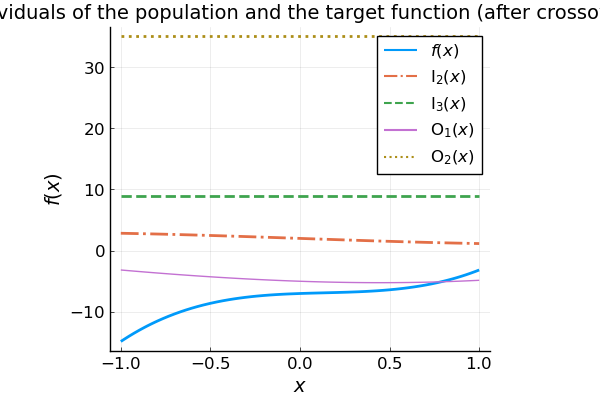 viduals of the population and the target function (after crosso
f(x)
I₂(x)
I₃(x)
O₁(x)
O₂(x)
30
20
10
0
−10
f(x)
−1.0 −0.5 0.0 0.5 1.0
x